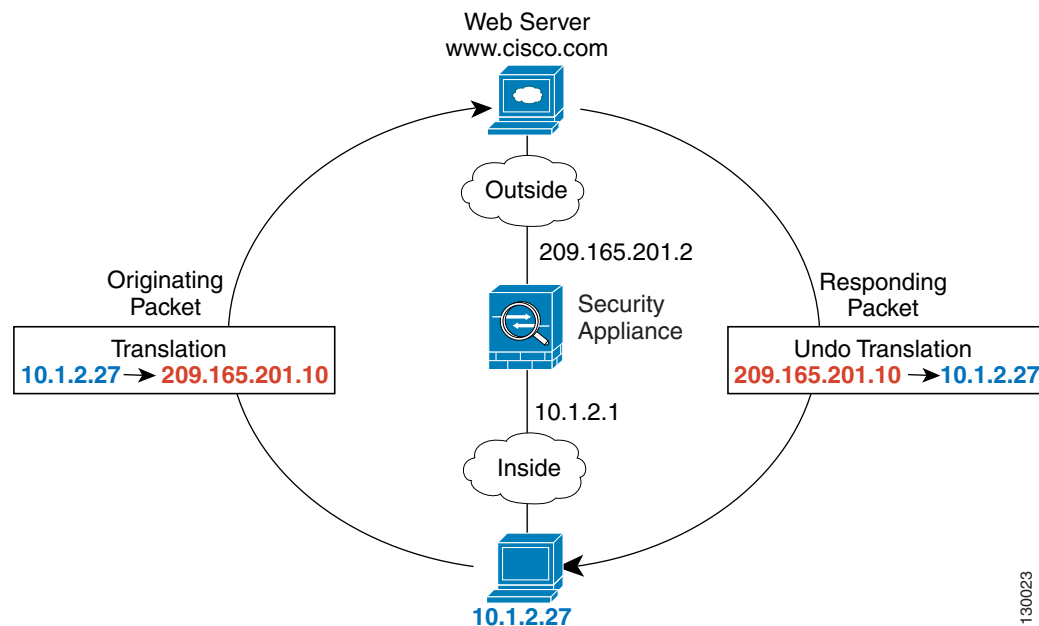 Web Server
www.cisco.com
Outside
209.165.201.2
Originating
Packet
Responding
Packet
Security
Appliance
Translation
10.1.2.27 → 209.165.201.10
Undo Translation
209.165.201.10 → 10.1.2.27
10.1.2.1
Inside
10.1.2.27
130023